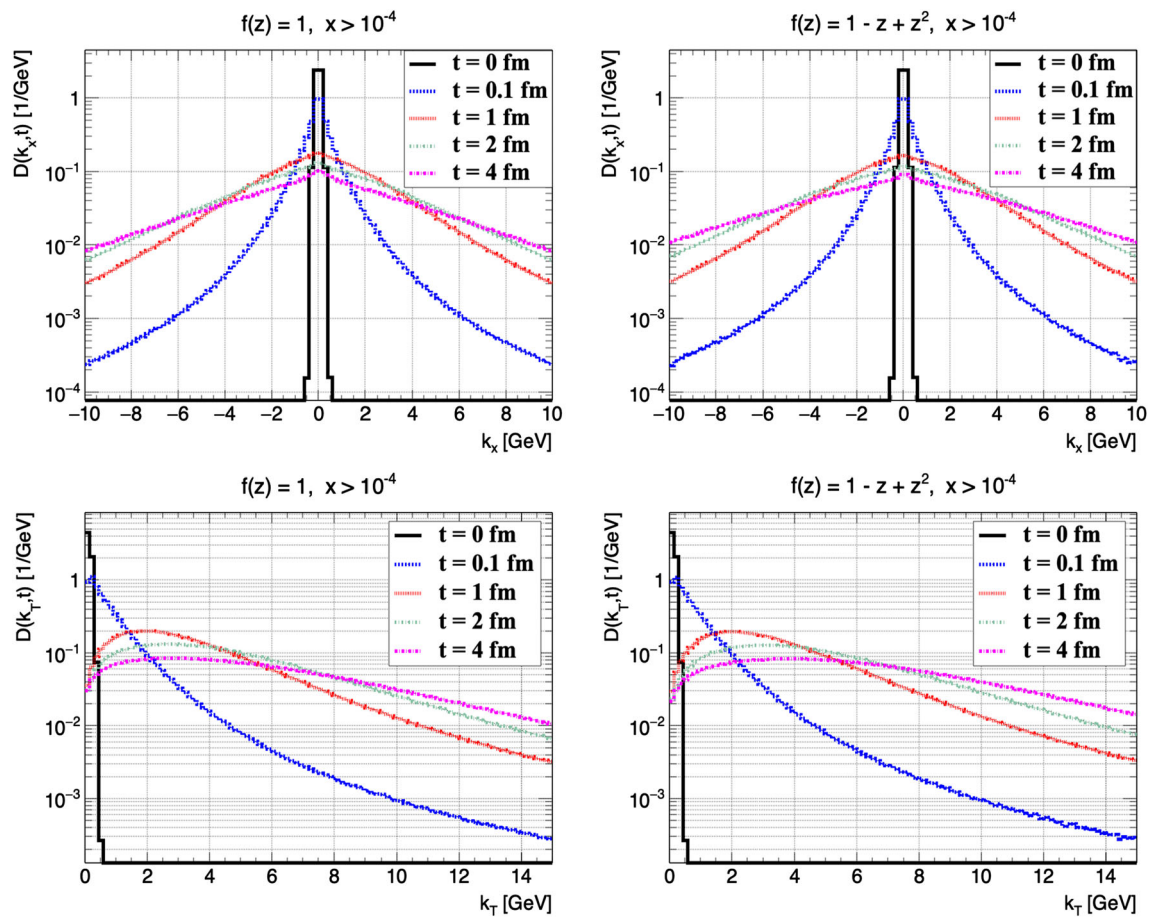 f(z) = 1, x > 10⁻⁴
D(kₓ,t) [1/GeV]
1
10⁻¹
10⁻²
10⁻³
10⁻⁴
t = 0 fm
t = 0.1 fm
t = 1 fm
t = 2 fm
t = 4 fm
−10 −8 −6 −4 −2 0 2 4 6 8 10
kₓ [GeV]
f(z) = 1 - z + z², x > 10⁻⁴
D(kₓ,t) [1/GeV]
1
10⁻¹
10⁻²
10⁻³
10⁻⁴
t = 0 fm
t = 0.1 fm
t = 1 fm
t = 2 fm
t = 4 fm
−10 −8 −6 −4 −2 0 2 4 6 8 10
kₓ [GeV]
f(z) = 1, x > 10⁻⁴
D(k_T,t) [1/GeV]
1
10⁻¹
10⁻²
10⁻³
t = 0 fm
t = 0.1 fm
t = 1 fm
t = 2 fm
t = 4 fm
0 2 4 6 8 10 12 14
k_T [GeV]
f(z) = 1 - z + z², x > 10⁻⁴
D(k_T,t) [1/GeV]
1
10⁻¹
10⁻²
10⁻³
t = 0 fm
t = 0.1 fm
t = 1 fm
t = 2 fm
t = 4 fm
0 2 4 6 8 10 12 14
k_T [GeV]